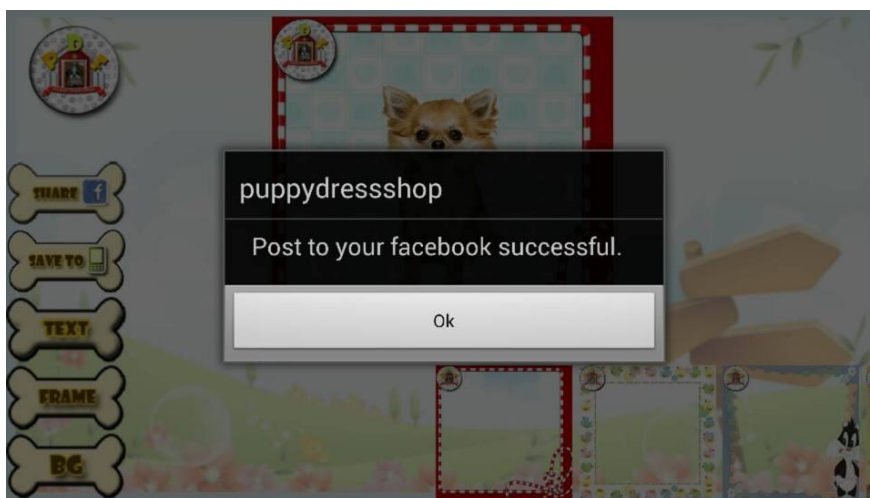 P D F
SHARE f
SAVE TO
TEXT
FRAME
BG
puppydressshop
Post to your facebook successful.
Ok